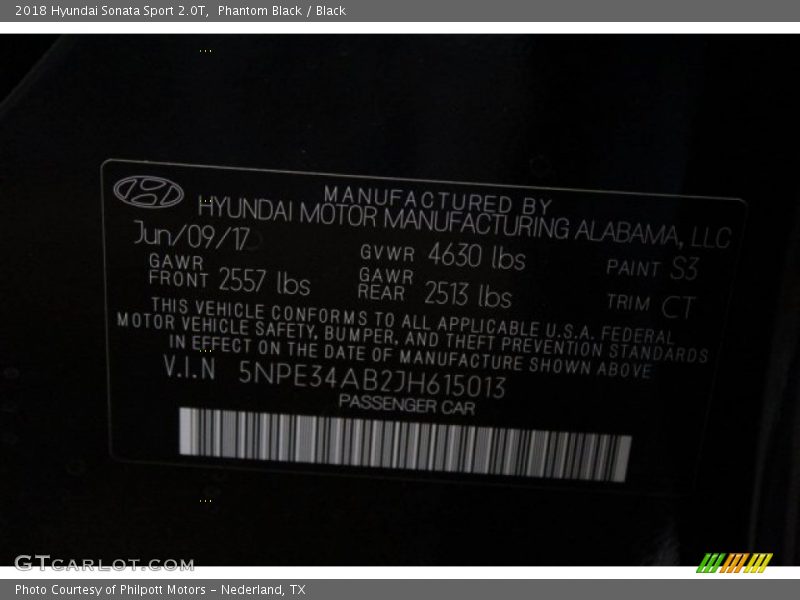 2018 Hyundai Sonata Sport 2.0T, Phantom Black / Black
MANUFACTURED BY
HYUNDAI MOTOR MANUFACTURING ALABAMA, LLC
Jun/09/17
GVWR 4630 lbs
PAINT S3
GAWR FRONT 2557 lbs
GAWR REAR 2513 lbs
TRIM CT
THIS VEHICLE CONFORMS TO ALL APPLICABLE U.S.A. FEDERAL
MOTOR VEHICLE SAFETY, BUMPER, AND THEFT PREVENTION STANDARDS
IN EFFECT ON THE DATE OF MANUFACTURE SHOWN ABOVE
V.I.N 5NPE34AB2JH615013
PASSENGER CAR
GTCARLOT.COM
Photo Courtesy of Philpott Motors - Nederland, TX